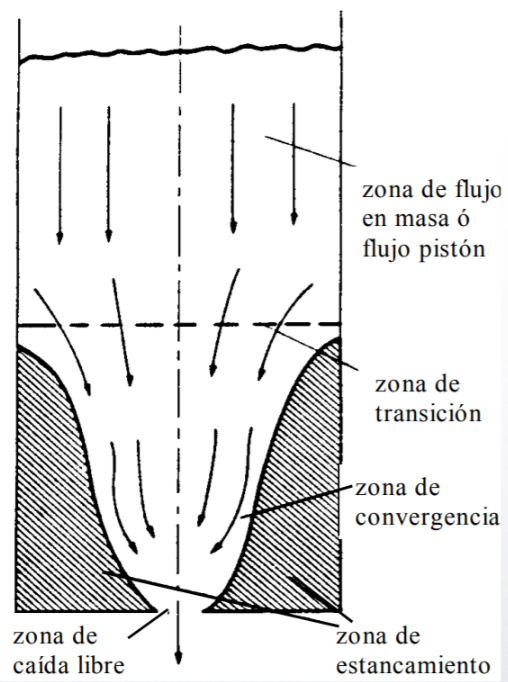 zona de flujo
en masa ó
flujo pistón
zona de
transición
zona de
convergencia
zona de
caída libre
zona de
estancamiento